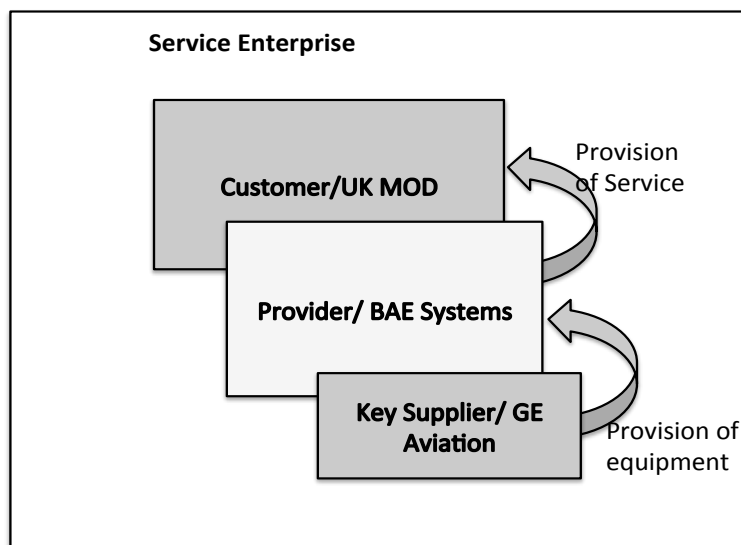 Service Enterprise
Provision
of Service
Customer/UK MOD
Provider/ BAE Systems
Key Supplier/ GE
Aviation
Provision of
equipment